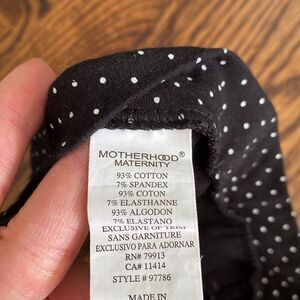 MOTHERHOOD®
MATERNITY
93% COTTON
7% SPANDEX
93% COTON
7% ELASTHANNE
93% ALGODON
7% ELASTANO
EXCLUSIVE OF TRIM
SANS GARNITURE
EXCLUSIVO PARA ADORNAR
RN# 79913
CA# 11414
STYLE # 97786
MADE IN